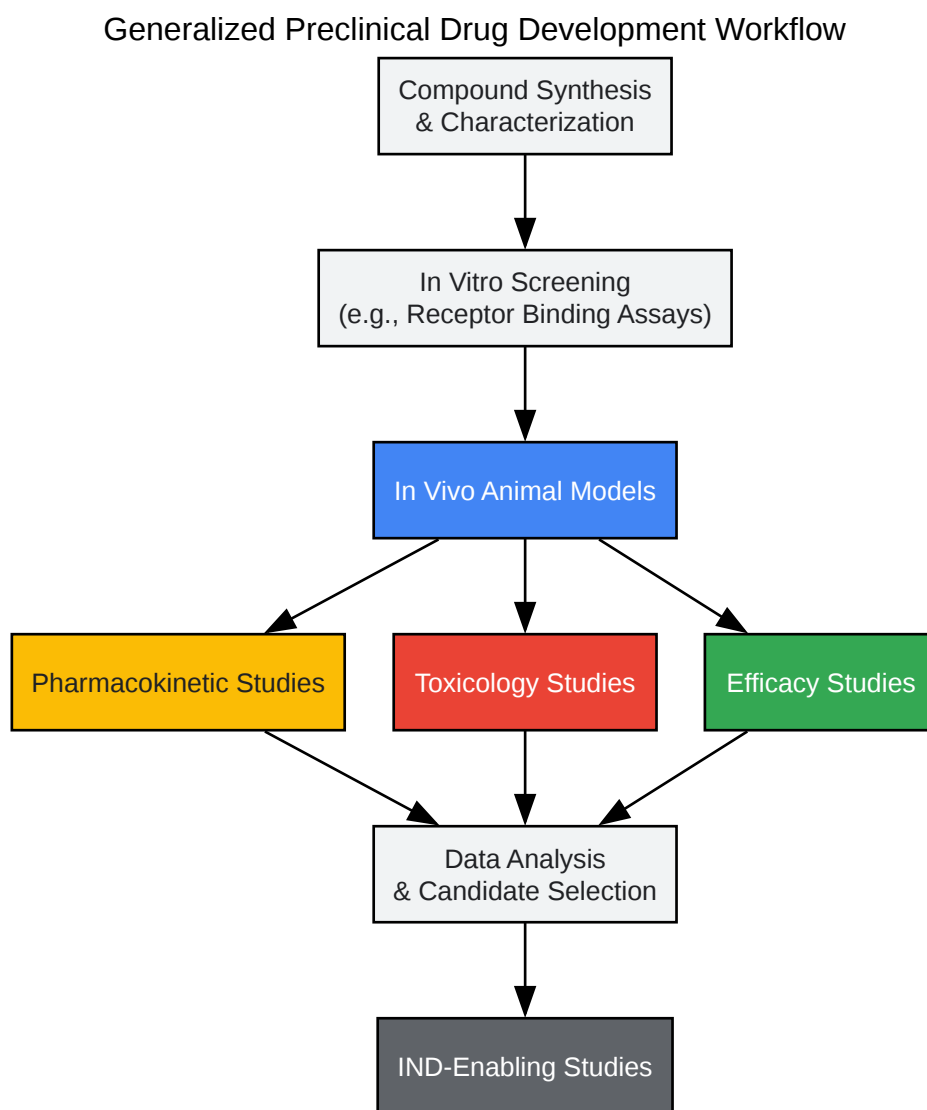 Generalized Preclinical Drug Development Workflow
Compound Synthesis
& Characterization
In Vitro Screening
(e.g., Receptor Binding Assays)
In Vivo Animal Models
Pharmacokinetic Studies
Toxicology Studies
Efficacy Studies
Data Analysis
& Candidate Selection
IND-Enabling Studies